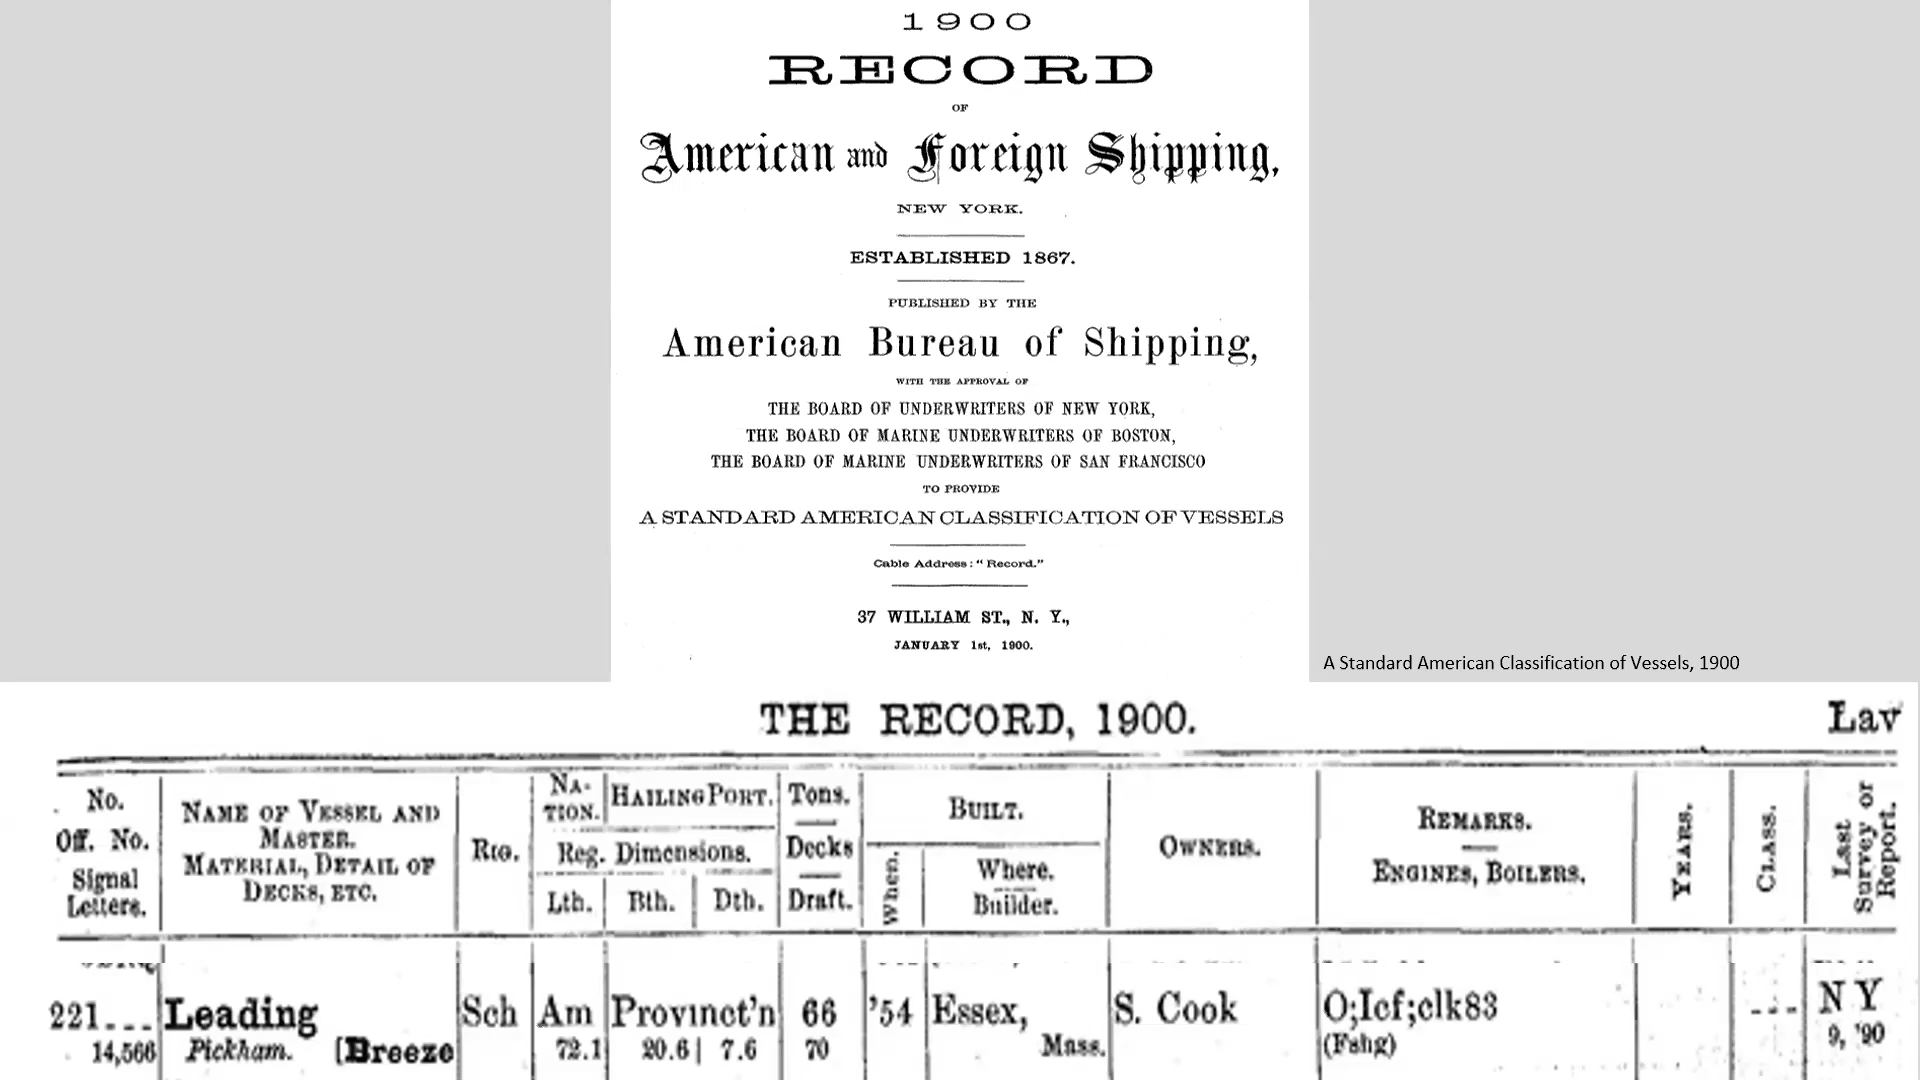 1900
RECORD
OF
American and Foreign Shipping,
NEW YORK.
ESTABLISHED 1867.
PUBLISHED BY THE
American Bureau of Shipping,
WITH THE APPROVAL OF
THE BOARD OF UNDERWRITERS OF NEW YORK,
THE BOARD OF MARINE UNDERWRITERS OF BOSTON,
THE BOARD OF MARINE UNDERWRITERS OF SAN FRANCISCO
TO PROVIDE
A STANDARD AMERICAN CLASSIFICATION OF VESSELS
Cable Address: "Record."
37 WILLIAM ST., N. Y.,
JANUARY 1st, 1900.
A Standard American Classification of Vessels, 1900
THE RECORD, 1900. Lav
No.
Off. No.
Signal
Letters.
NAME OF VESSEL AND
MASTER.
MATERIAL, DETAIL OF
DECKS, ETC.
RIG.
NA-
TION.
HAILING PORT.
Reg. Dimensions.
Lth. Bth. Dth.
Tons.
Decks
Draft.
BUILT.
When.
Where.
Builder.
OWNERS.
REMARKS.
ENGINES, BOILERS.
YEARS.
CLASS.
Last
Survey or
Report.
221... Leading Sch Am Provinct'n 66 '54 Essex, S. Cook O;Icf;clk83 --- N Y
14,566 Pickham. [Breeze 72.1 20.6 7.6 70 Mass. (Fshg) 9, '90